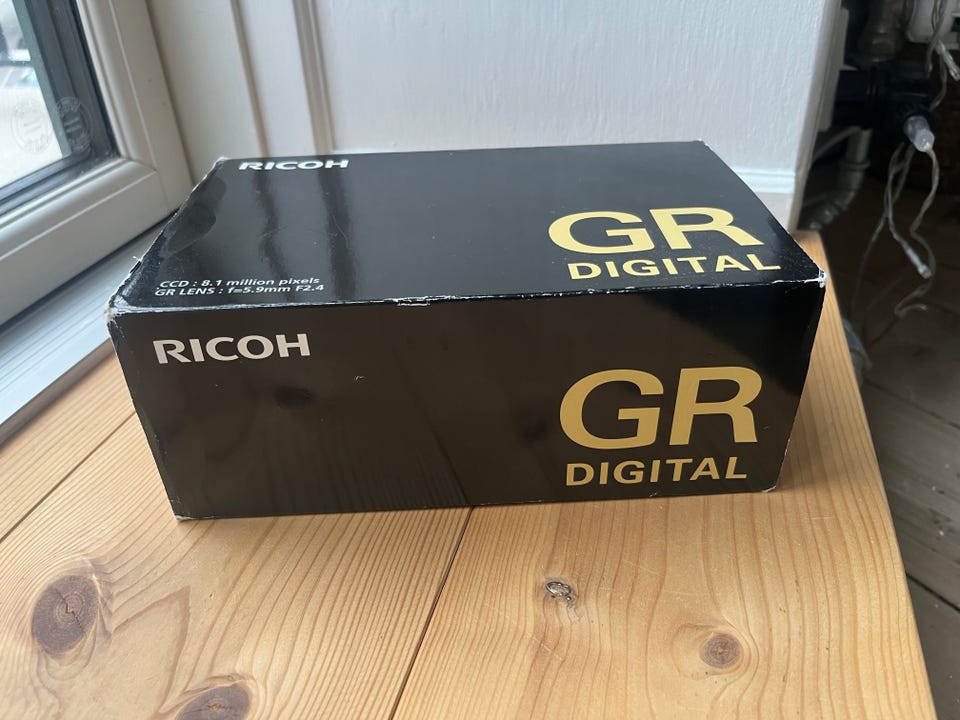 RICOH
GR
DIGITAL
CCD : 8.1 million pixels
GR LENS : f=5.9mm F2.4
RICOH
GR
DIGITAL